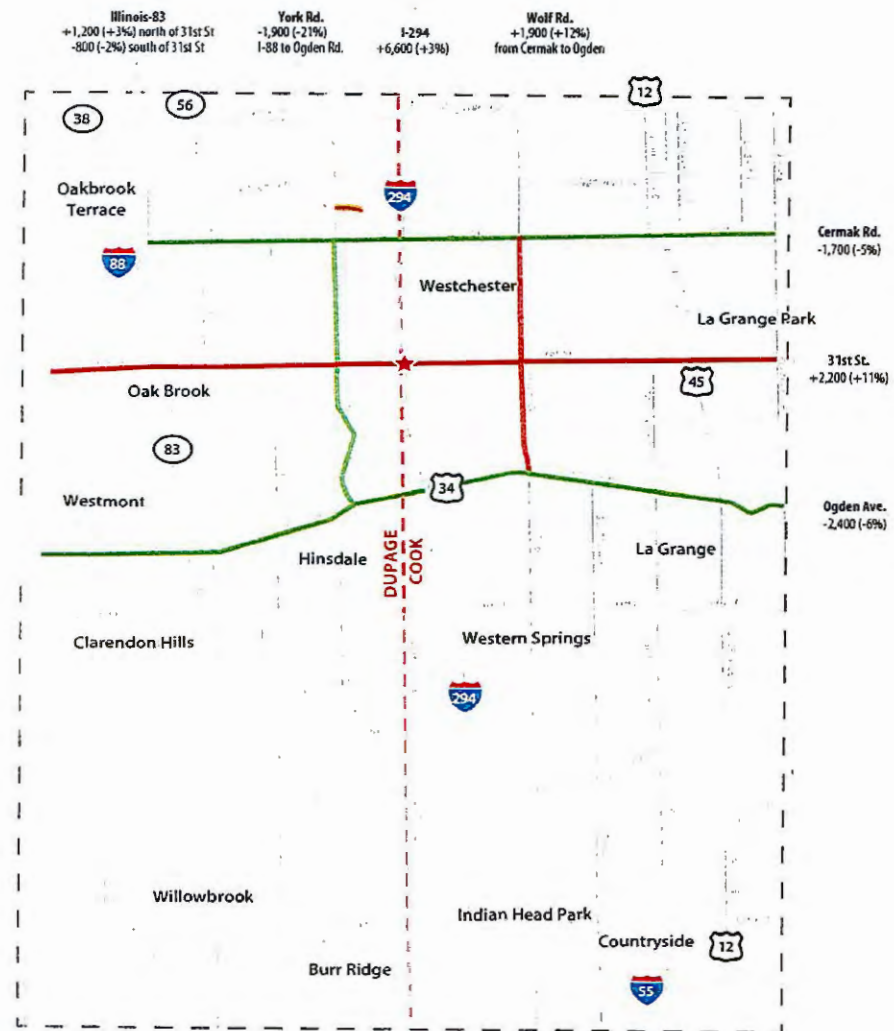 Illinois-83
+1,200 (+3%) north of 31st St
-800 (-2%) south of 31st St
York Rd.
-1,900 (-21%)
I-88 to Ogden Rd.
I-294
+6,600 (+3%)
Wolf Rd.
+1,900 (+12%)
from Cermak to Ogden
12
56
38
Oakbrook
Terrace
294
Cermak Rd.
-1,700 (-5%)
88
Westchester
La Grange Park
31st St.
+2,200 (+11%)
45
Oak Brook
83
34
Westmont
Ogden Ave.
-2,400 (-6%)
Hinsdale
DUPAGE
COOK
La Grange
Clarendon Hills
Western Springs
294
Willowbrook
Indian Head Park
Countryside
12
Burr Ridge
55